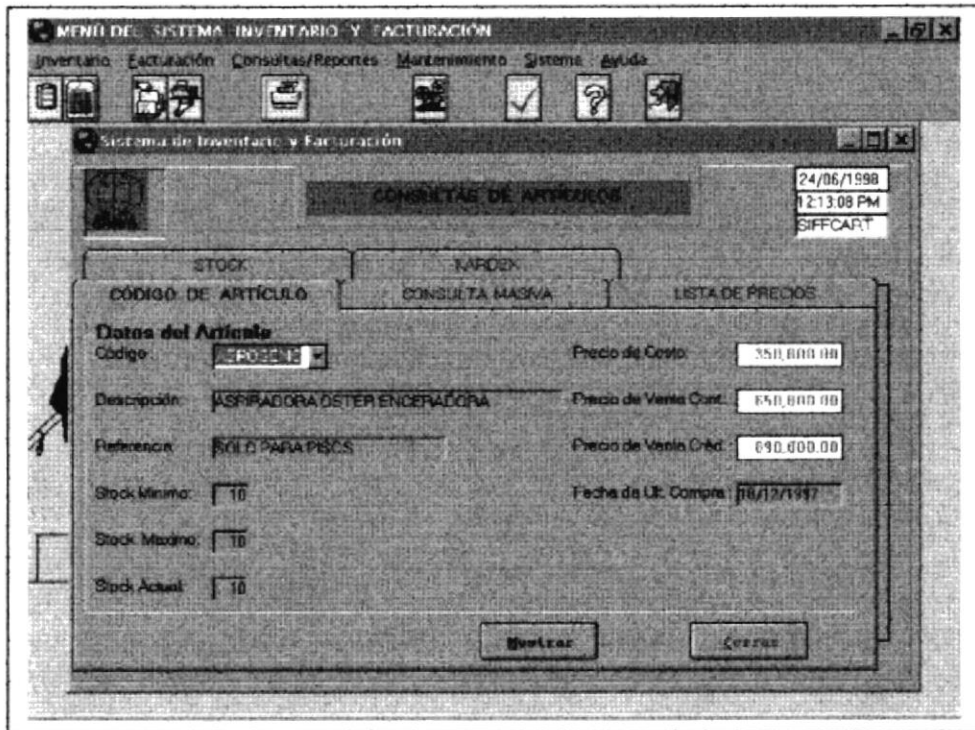 MENÚ DEL SISTEMA INVENTARIO Y FACTURACIÓN
Inventario Facturación Consultas/Reportes Mantenimiento Sistema Ayuda
Sistema de Inventario y Facturación
CONSULTAS DE ARTÍCULOS
24/06/1998
12:13:08 PM
SIFFCART
STOCK KARDEX
CÓDIGO DE ARTÍCULO CONSULTA MASIVA LISTA DE PRECIOS
Datos del Artículo
Código: Precio de Costo: 350,000.00
Descripción: ASPIRADORA OSTER ENCERADORA Precio de Venta Cont.: 650,000.00
Referencia: SOLO PARA PISOS Precio de Venta Créd.: 690,000.00
Stock Mínimo: 10 Fecha de Ult. Compra: 18/12/1997
Stock Maximo: 10
Stock Actual: 10
Mostrar Cerrar